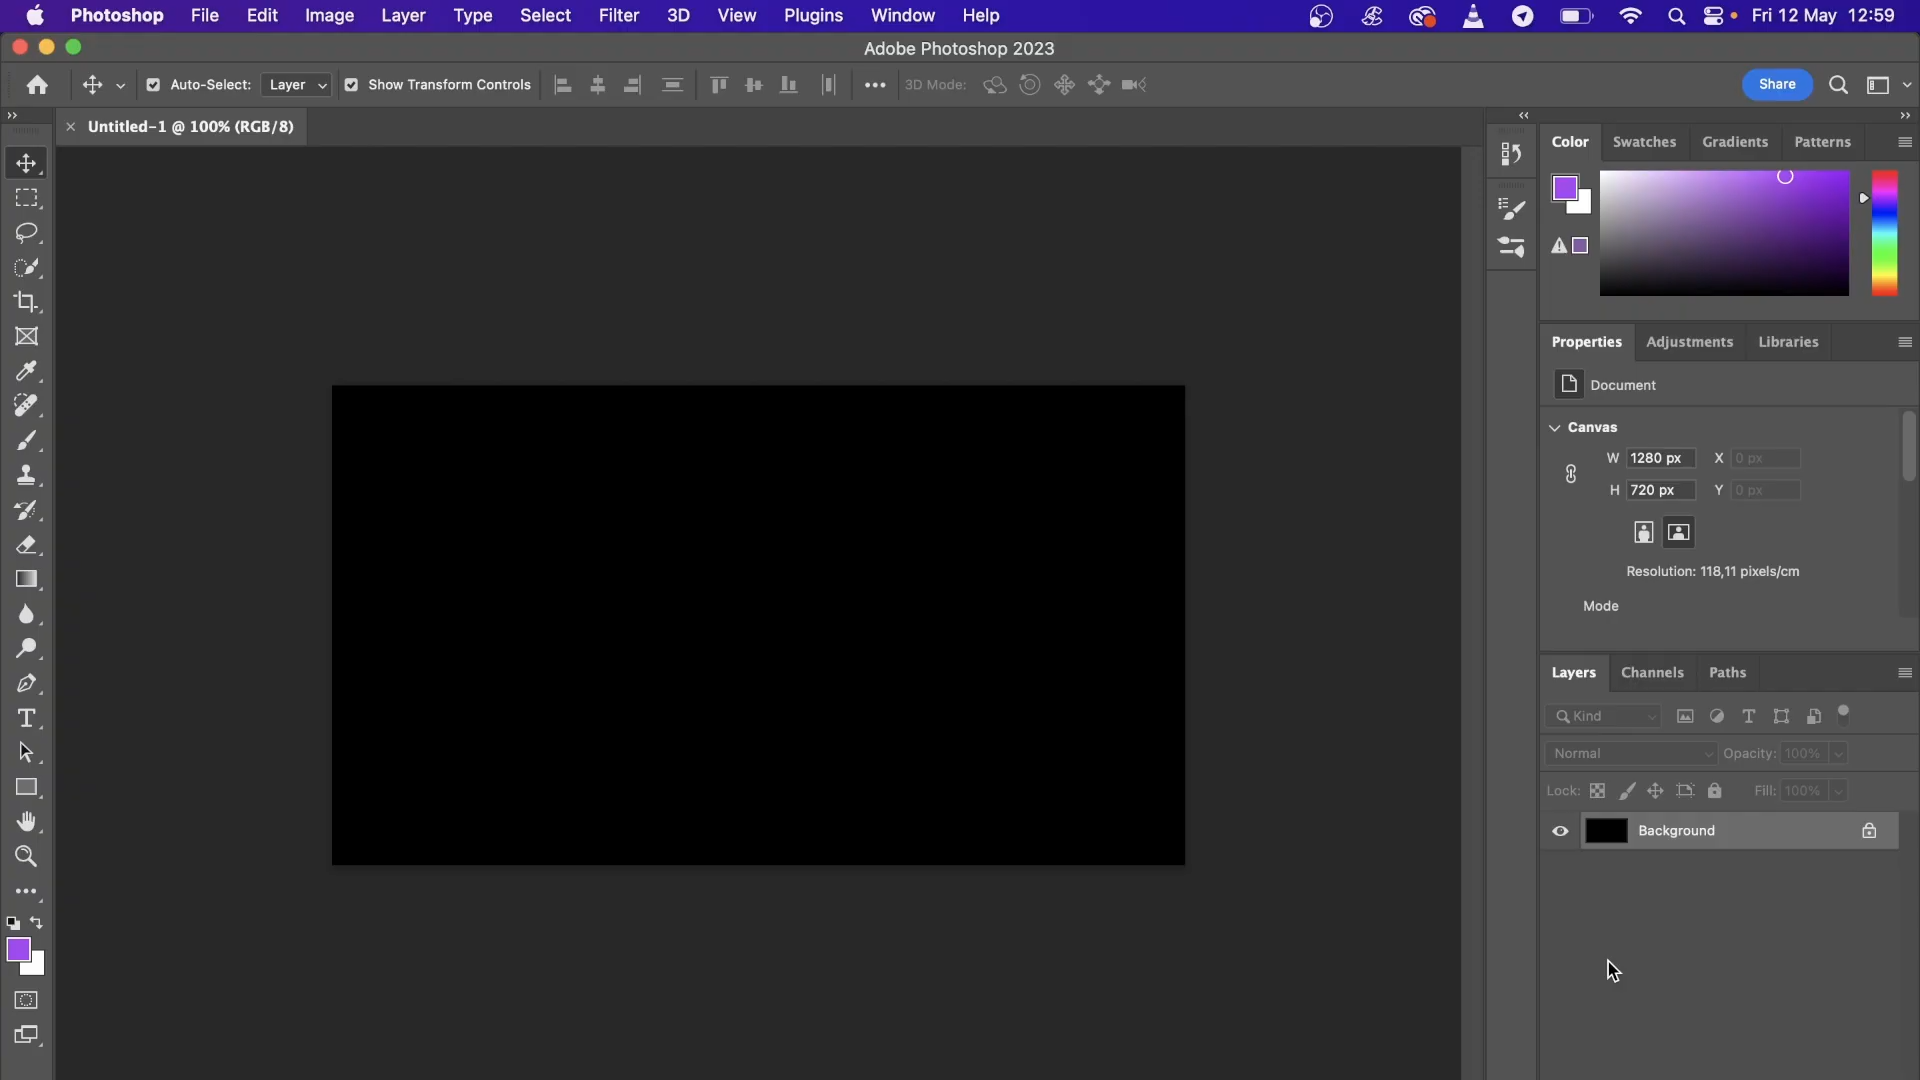 Photoshop File Edit Image Layer Type Select Filter 3D View Plugins Window Help Fri 12 May 12:59
Adobe Photoshop 2023
Auto-Select: Layer Show Transform Controls 3D Mode: Share
Untitled-1 @ 100% (RGB/8)
Color Swatches Gradients Patterns
Properties Adjustments Libraries
Document
Canvas
W 1280 px X 0 px
H 720 px Y 0 px
Resolution: 118,11 pixels/cm
Mode
Layers Channels Paths
Kind
Normal Opacity: 100%
Lock: Fill: 100%
Background